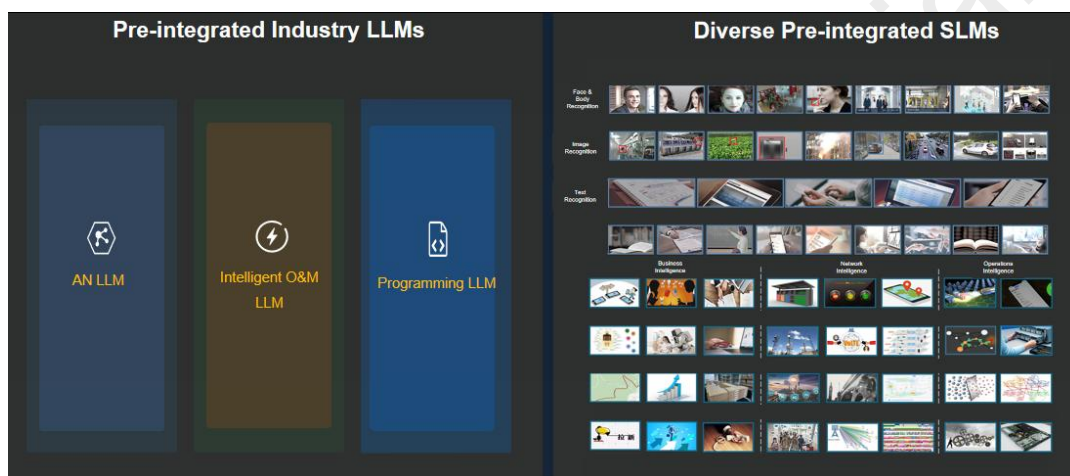 Pre-integrated Industry LLMs
AN LLM
Intelligent O&M
LLM
Programming LLM
Diverse Pre-integrated SLMs
Face &
Body
Recognition
Image
Recognition
Text
Recognition
Business
Intelligence
Network
Intelligence
Operations
Intelligence